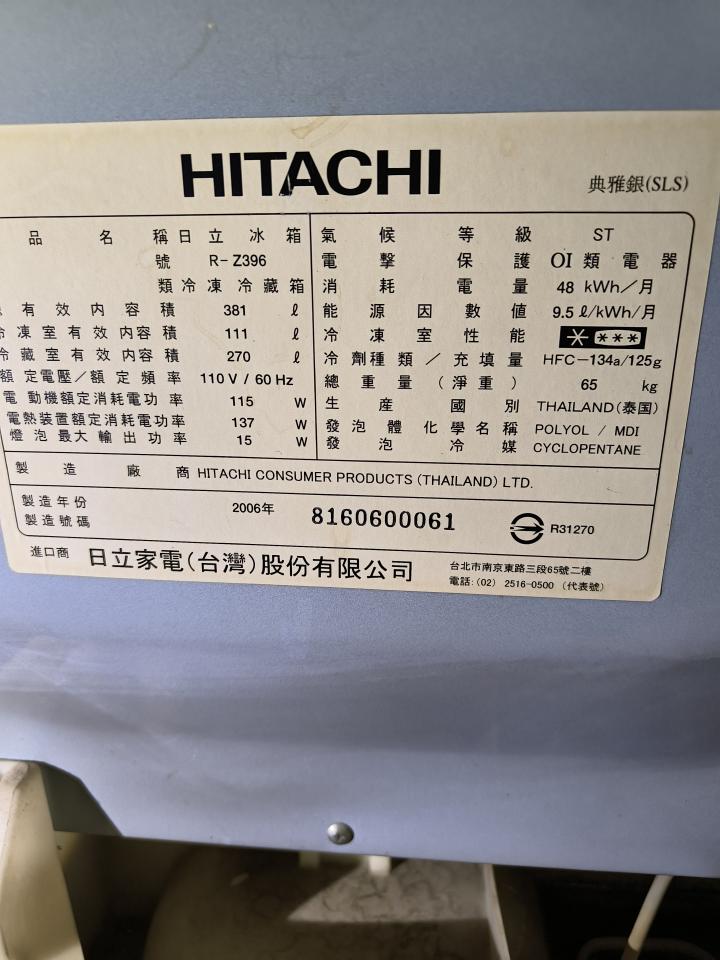 HITACHI
典雅銀(SLS)
品名稱 日立冰箱
號 R-Z396
類 冷凍冷藏箱
有效內容積 381 ℓ
冷凍室有效內容積 111 ℓ
冷藏室有效內容積 270 ℓ
額定電壓/額定頻率 110V/60Hz
電動機額定消耗電功率 115 W
電熱裝置額定消耗電功率 137 W
燈泡最大輸出功率 15 W
氣候等級 ST
電擊保護 0I類電器
消耗電量 48 kWh/月
能源因數值 9.5 ℓ/kWh/月
冷凍室性能 * ***
冷劑種類/充填量 HFC-134a/125g
總重量(淨重) 65 kg
生產國別 THAILAND(泰国)
發泡體化學名稱 POLYOL / MDI
發泡冷媒 CYCLOPENTANE
製造廠商 HITACHI CONSUMER PRODUCTS (THAILAND) LTD.
製造年份 2006年
製造號碼 8160600061
R31270
進口商 日立家電(台灣)股份有限公司
台北市南京東路三段65號二樓
電話:(02) 2516-0500 (代表號)